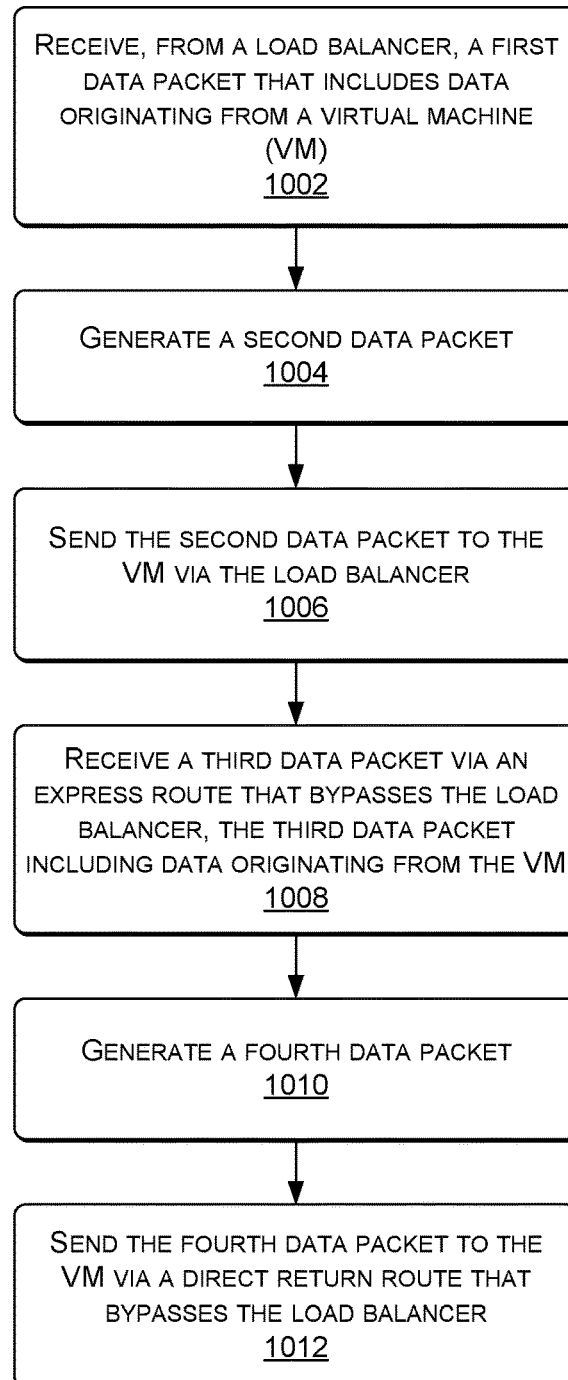 RECEIVE, FROM A LOAD BALANCER, A FIRST
DATA PACKET THAT INCLUDES DATA
ORIGINATING FROM A VIRTUAL MACHINE
(VM)
1002
GENERATE A SECOND DATA PACKET
1004
SEND THE SECOND DATA PACKET TO THE
VM VIA THE LOAD BALANCER
1006
RECEIVE A THIRD DATA PACKET VIA AN
EXPRESS ROUTE THAT BYPASSES THE LOAD
BALANCER, THE THIRD DATA PACKET
INCLUDING DATA ORIGINATING FROM THE VM
1008
GENERATE A FOURTH DATA PACKET
1010
SEND THE FOURTH DATA PACKET TO THE
VM VIA A DIRECT RETURN ROUTE THAT
BYPASSES THE LOAD BALANCER
1012